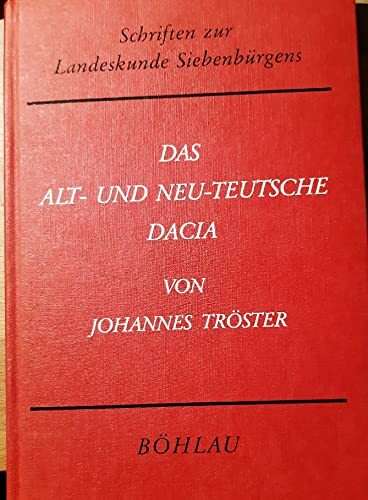 Schriften zur
Landeskunde Siebenbürgens
DAS
ALT- UND NEU-TEUTSCHE
DACIA
VON
JOHANNES TRÖSTER
BÖHLAU